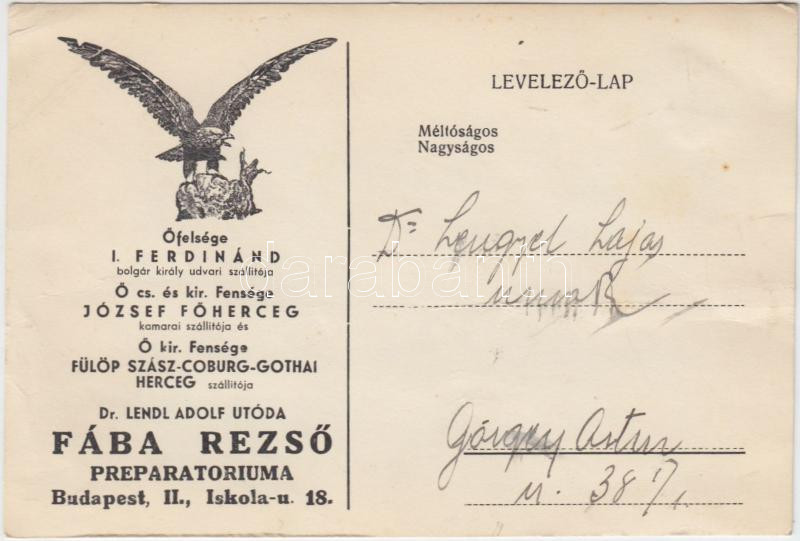 Őfelsége
I. FERDINÁND
bolgár király udvari szállítója
Ő cs. és kir. Fensége
JÓZSEF FŐHERCEG
kamarai szállítója és
Ő kir. Fensége
FÜLÖP SZÁSZ-COBURG-GOTHAI
HERCEG szállítója
Dr. LENDL ADOLF UTÓDA
FÁBA REZSŐ
PREPARATORIUMA
Budapest, II., Iskola-u. 18.
LEVELEZŐ-LAP
Méltóságos
Nagyságos
Dr Lengyel Lajos
Görgey Artur
u. 38
darabanth